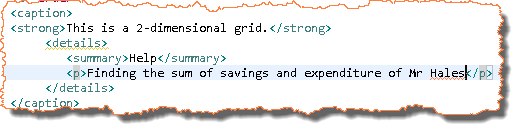 <caption>
<strong>This is a 2-dimensional grid.</strong>
<details>
<summary>Help</summary>
<p>Finding the sum of savings and expenditure of Mr Hales</p>
</details>
</caption>